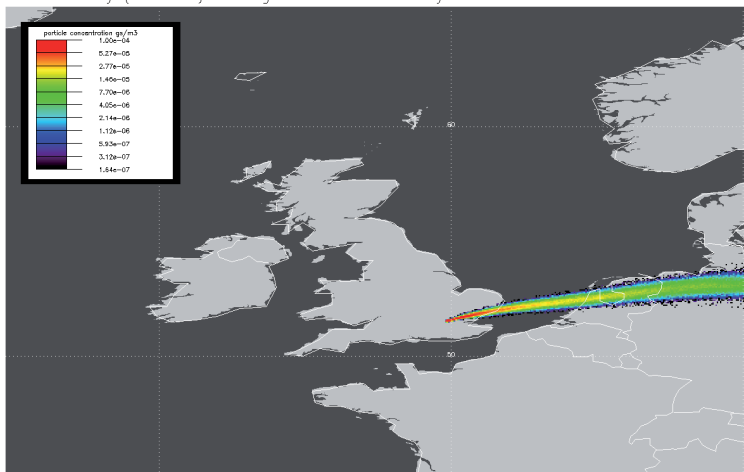 particle concantration gs/m3
1.00e-04
5.27e-05
2.77e-05
1.46e-05
7.70e-06
4.05e-06
2.14e-06
1.12e-06
5.93e-07
3.12e-07
1.64e-07
60
50